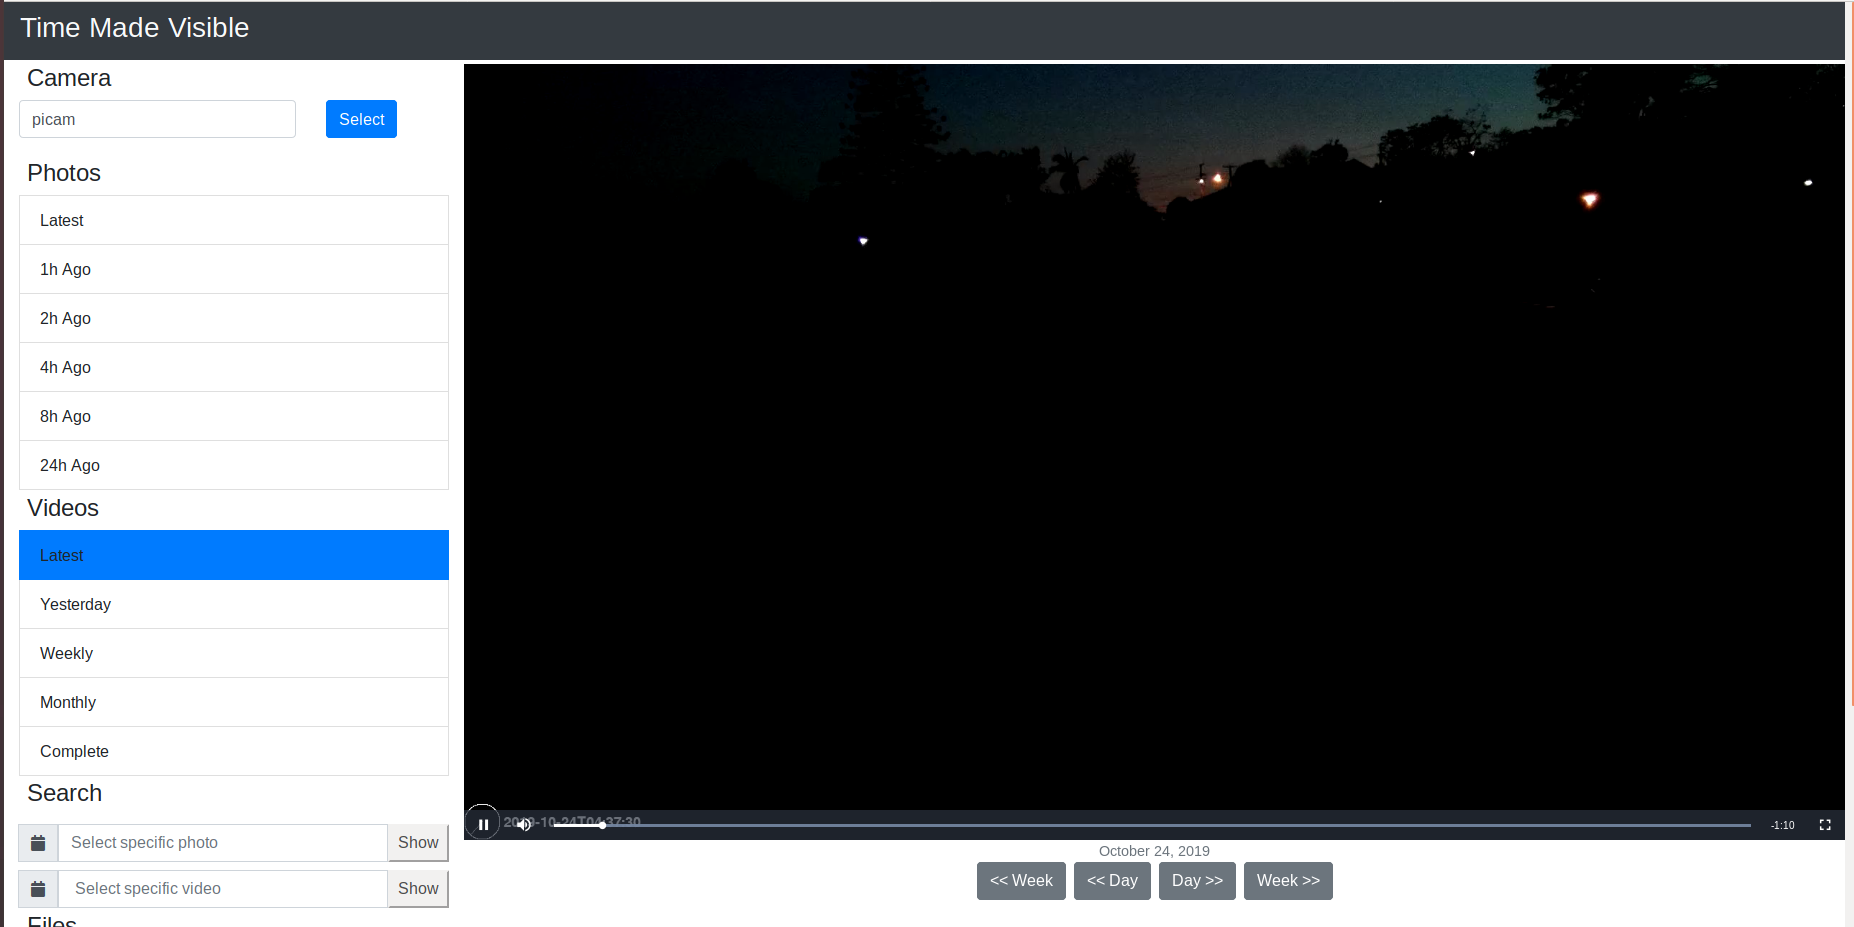 Time Made Visible
Camera
picam
Select
Photos
Latest
1h Ago
2h Ago
4h Ago
8h Ago
24h Ago
Videos
Latest
Yesterday
Weekly
Monthly
Complete
Search
Select specific photo
Show
Select specific video
Show
Files
2019-10-24T04:37:30
-1:10
October 24, 2019
<< Week
<< Day
Day >>
Week >>